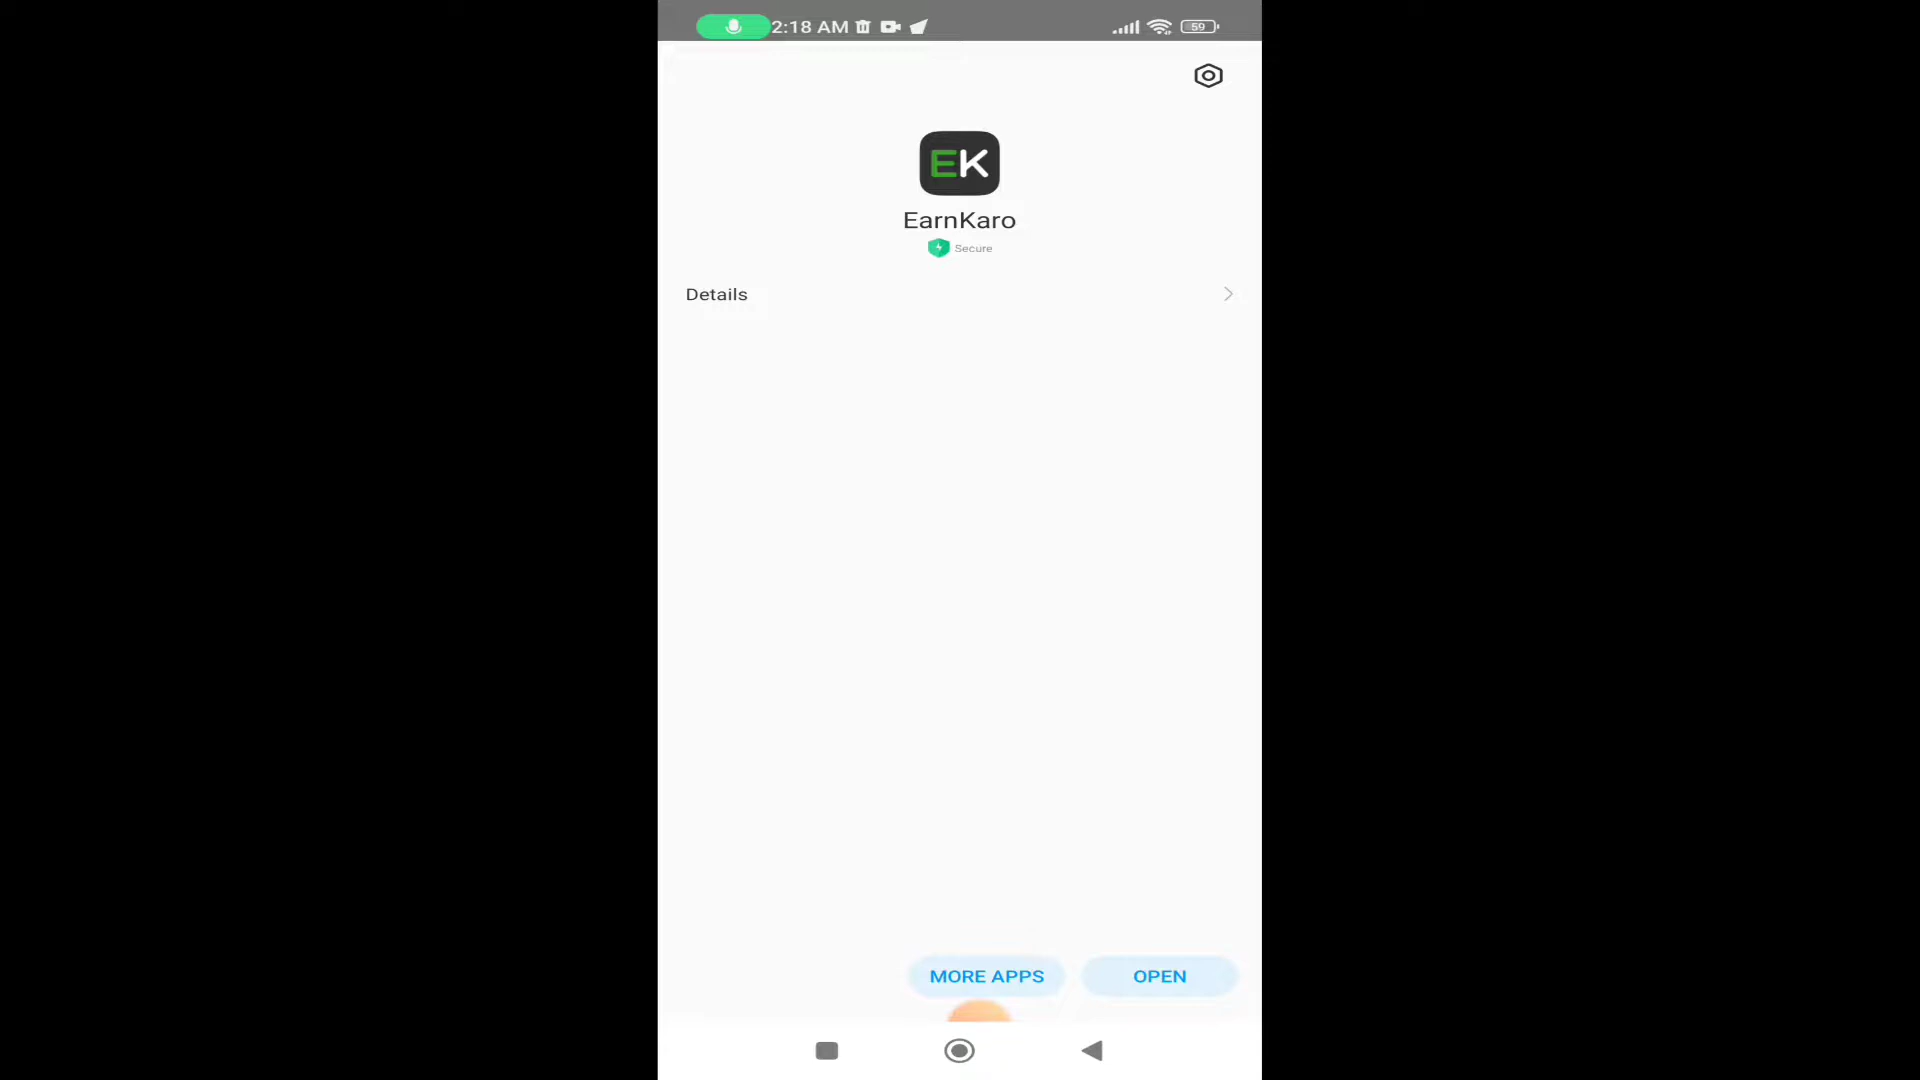 2:18 AM
59
EK
EarnKaro
Secure
Details
MORE APPS
OPEN